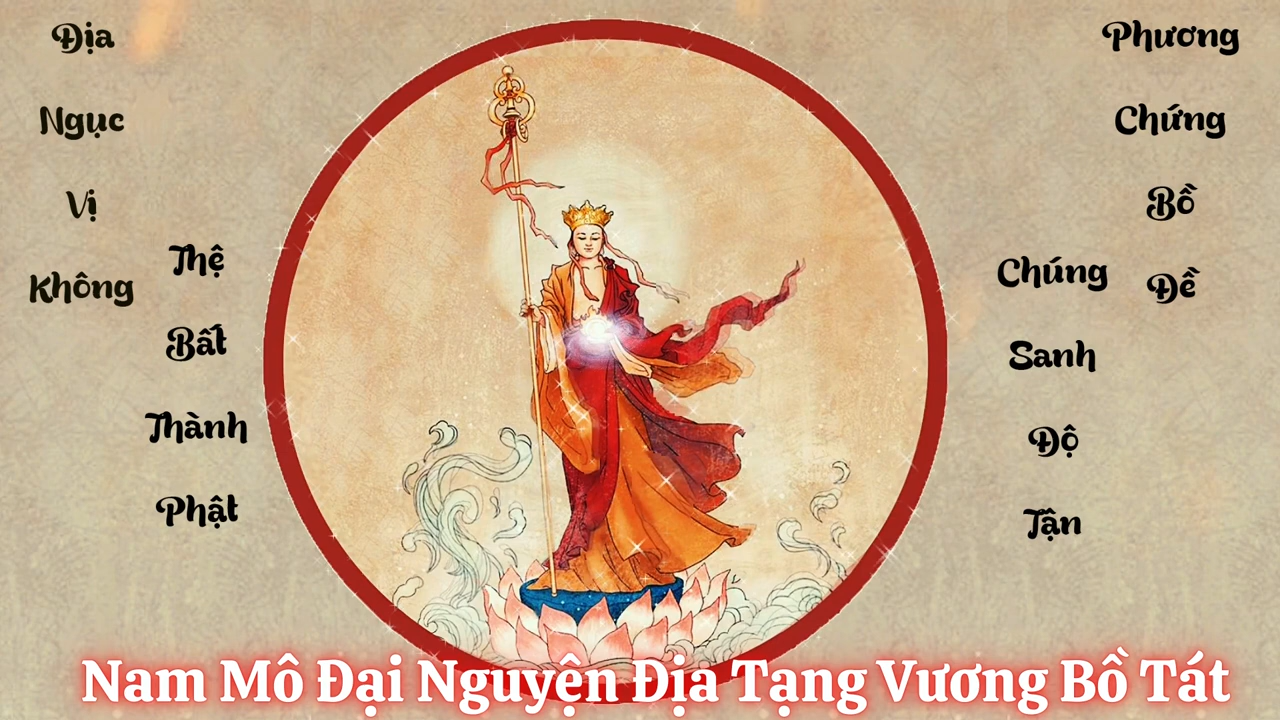 Địa
Ngục
Vị
Không
Thệ
Bất
Thành
Phật
Chúng
Sanh
Độ
Tận
Phương
Chứng
Bồ
Đề
Nam Mô Đại Nguyện Địa Tạng Vương Bồ Tát